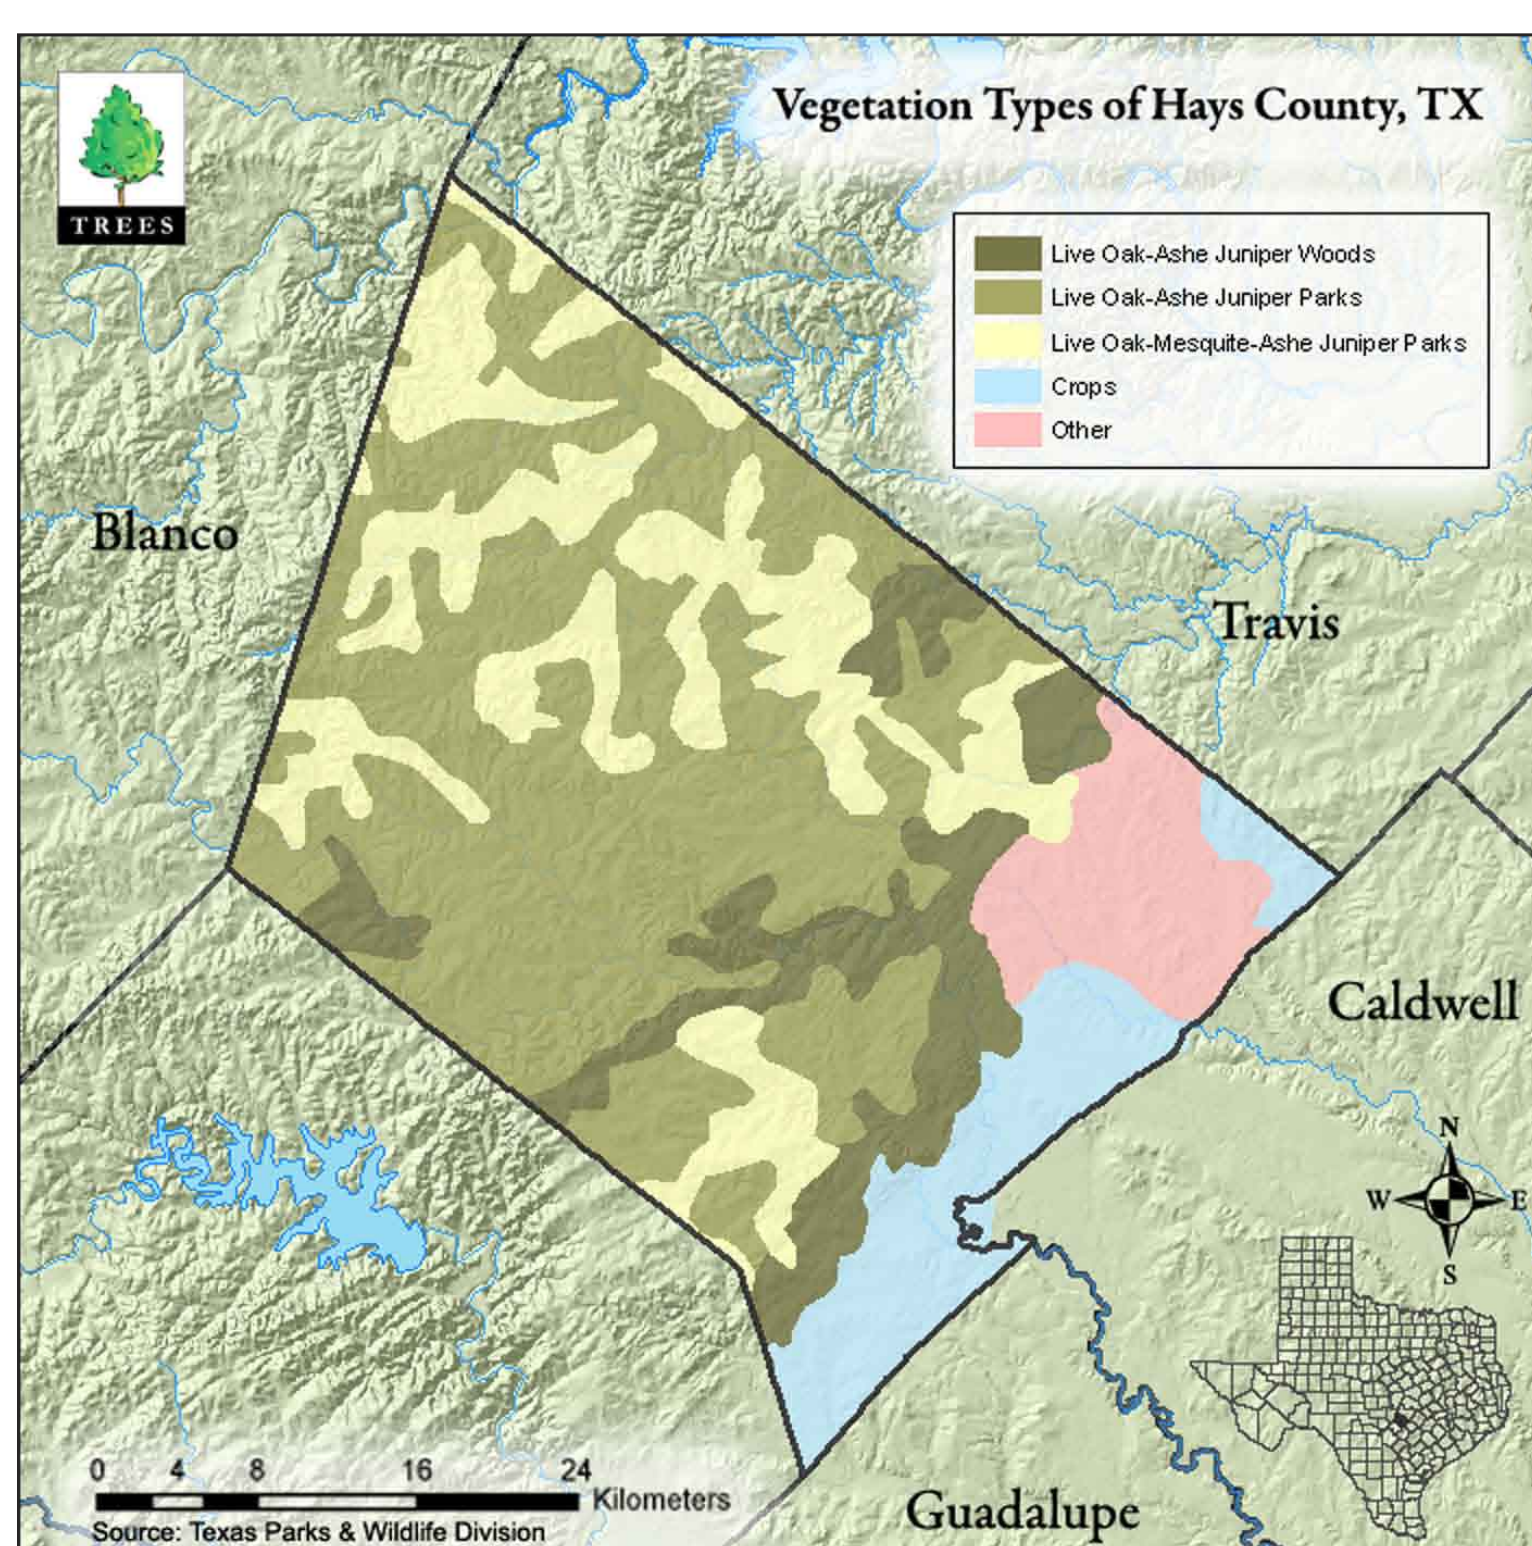 Vegetation Types of Hays County, TX
TREES
Live Oak-Ashe Juniper Woods
Live Oak-Ashe Juniper Parks
Live Oak-Mesquite-Ashe Juniper Parks
Crops
Other
Blanco
Travis
Caldwell
N
W E
S
0 4 8 16 24
Kilometers
Source: Texas Parks & Wildlife Division
Guadalupe